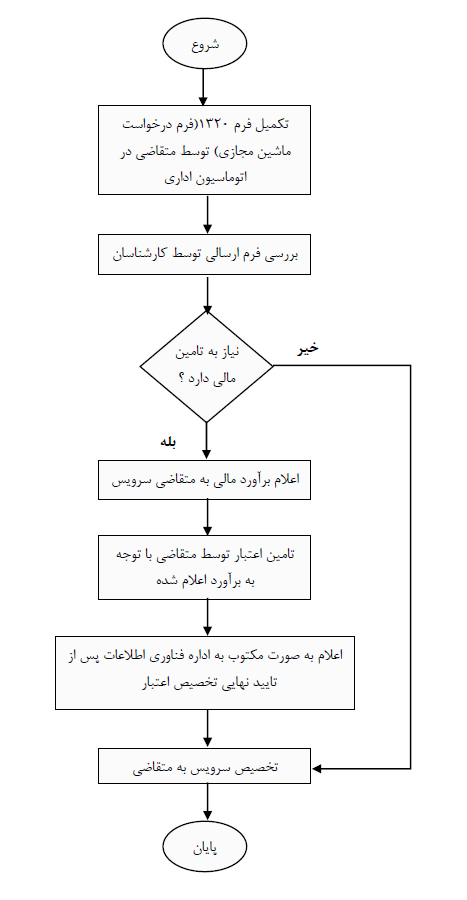 شروع
تکمیل فرم ۱۳۲۰(فرم درخواست
ماشین مجازی) توسط متقاضی در
اتوماسیون اداری
بررسی فرم ارسالی توسط کارشناسان
نیاز به تامین
مالی دارد ؟
خیر
بله
اعلام برآورد مالی به متقاضی سرویس
تامین اعتبار توسط متقاضی با توجه
به برآورد اعلام شده
اعلام به صورت مکتوب به اداره فناوری اطلاعات پس از
تایید نهایی تخصیص اعتبار
تخصیص سرویس به متقاضی
پایان